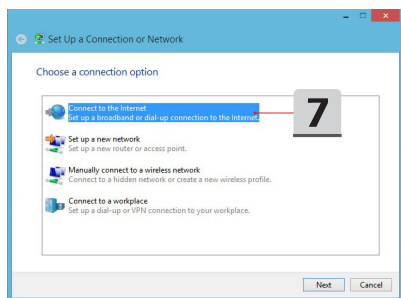 Set Up a Connection or Network
Choose a connection option
Connect to the Internet
Set up a broadband or dial-up connection to the Internet.
7
Set up a new network
Set up a new router or access point.
Manually connect to a wireless network
Connect to a hidden network or create a new wireless profile.
Connect to a workplace
Set up a dial-up or VPN connection to your workplace.
Next Cancel